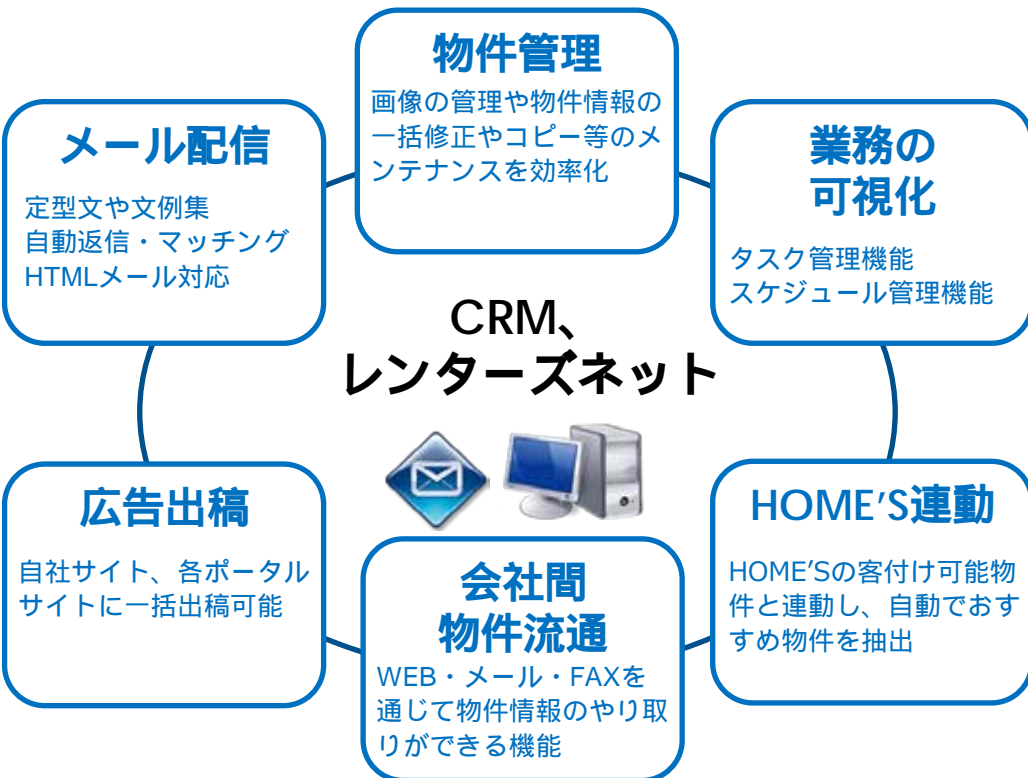 物件管理
画像の管理や物件情報の
一括修正やコピー等のメ
ンテナンスを効率化
メール配信
定型文や文例集
自動返信・マッチング
HTMLメール対応
業務の
可視化
タスク管理機能
スケジュール管理機能
CRM、
レンターズネット
広告出稿
自社サイト、各ポータル
サイトに一括出稿可能
会社間
物件流通
WEB・メール・FAXを
通じて物件情報のやり取
りができる機能
HOME'S連動
HOME'Sの客付け可能物
件と連動し、自動でおす
すめ物件を抽出